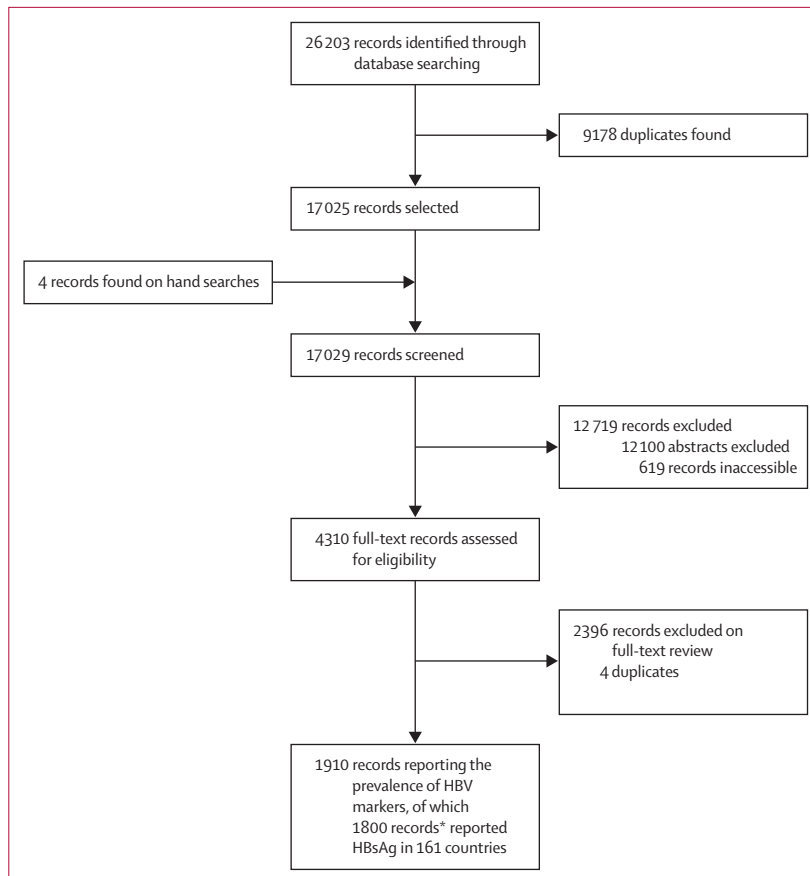 26 203 records identified through
database searching
9178 duplicates found
17 025 records selected
4 records found on hand searches
17 029 records screened
12 719 records excluded
12 100 abstracts excluded
619 records inaccessible
4310 full-text records assessed
for eligibility
2396 records excluded on
full-text review
4 duplicates
1910 records reporting the
prevalence of HBV
markers, of which
1800 records* reported
HBsAg in 161 countries